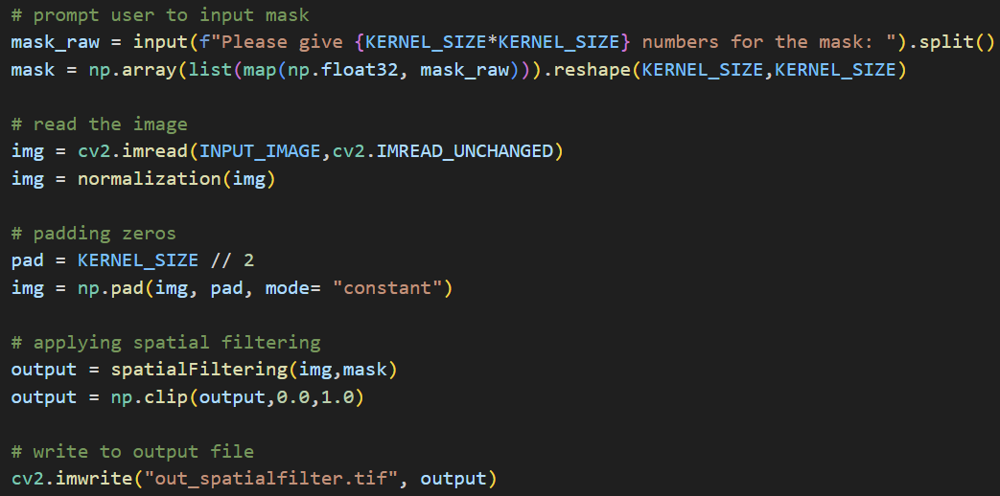 # prompt user to input mask
mask_raw = input(f"Please give {KERNEL_SIZE*KERNEL_SIZE} numbers for the mask: ").split()
mask = np.array(list(map(np.float32, mask_raw))).reshape(KERNEL_SIZE,KERNEL_SIZE)

# read the image
img = cv2.imread(INPUT_IMAGE,cv2.IMREAD_UNCHANGED)
img = normalization(img)

# padding zeros
pad = KERNEL_SIZE // 2
img = np.pad(img, pad, mode= "constant")

# applying spatial filtering
output = spatialFiltering(img,mask)
output = np.clip(output,0.0,1.0)

# write to output file
cv2.imwrite("out_spatialfilter.tif", output)